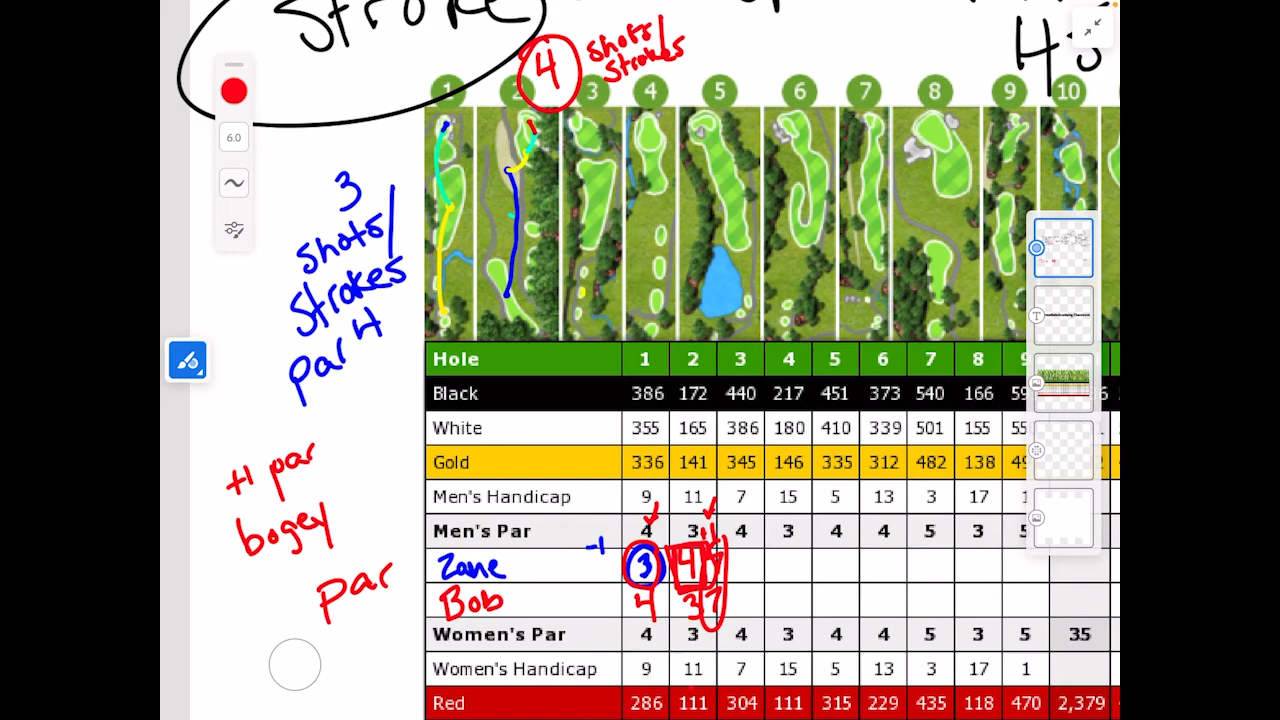 Stroke
4 shots/
strokes
48
1 2 3 4 5 6 7 8 9 10
3
shots/
strokes
par 4
6.0
Hole 1 2 3 4 5 6 7 8 9
Black 386 172 440 217 451 373 540 166
White 355 165 386 180 410 339 501 155
Gold 336 141 345 146 335 312 482 138
Men's Handicap 9 11 7 15 5 13 3 17 1
+1 par
Men's Par 4 3 4 3 4 4 5 3 5
bogey
-1
Zane 3 4
par
Bob 4 3 7
Women's Par 4 3 4 3 4 4 5 3 5 35
Women's Handicap 9 11 7 15 5 13 3 17 1
Red 286 111 304 111 315 229 435 118 470 2,379